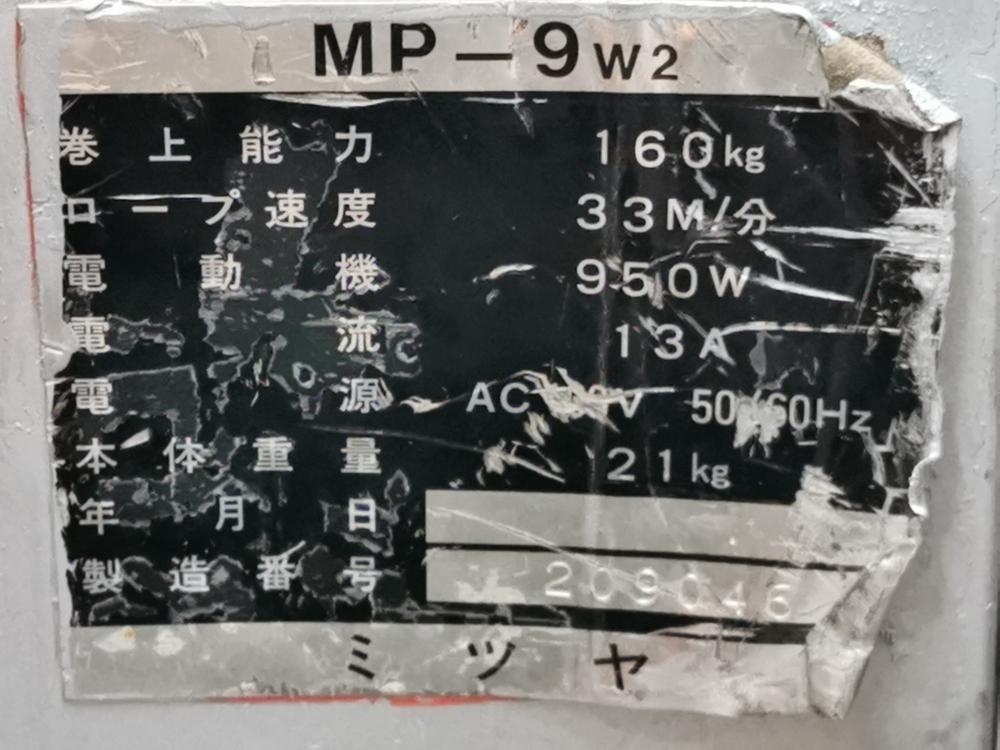 MP－9W2
巻上能力 160kg
ロープ速度 33M/分
電動機 950W
電流 13A
電源 AC V 50/60Hz
本体重量 21kg
年月日
製造番号 209046
ミツヤ